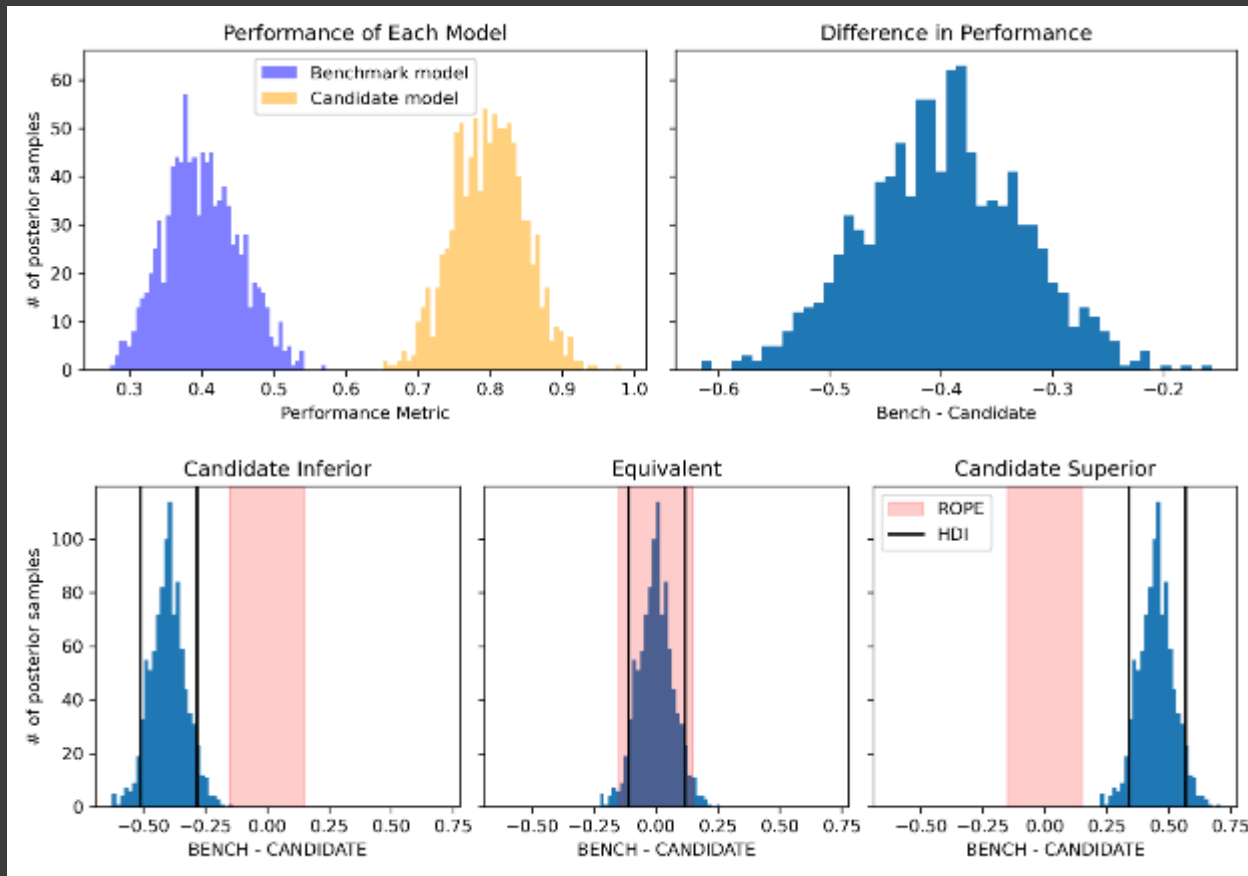 Performance of Each Model
Difference in Performance
Benchmark model
Candidate model
# of posterior samples
60
50
40
30
20
10
0
0.3 0.4 0.5 0.6 0.7 0.8 0.9 1.0
Performance Metric
−0.6 −0.5 −0.4 −0.3 −0.2
Bench - Candidate
Candidate Inferior
Equivalent
Candidate Superior
ROPE
HDI
# of posterior samples
100
80
60
40
20
0
−0.50 −0.25 0.00 0.25 0.50 0.75
BENCH - CANDIDATE
−0.50 −0.25 0.00 0.25 0.50 0.75
BENCH - CANDIDATE
−0.50 −0.25 0.00 0.25 0.50 0.75
BENCH - CANDIDATE